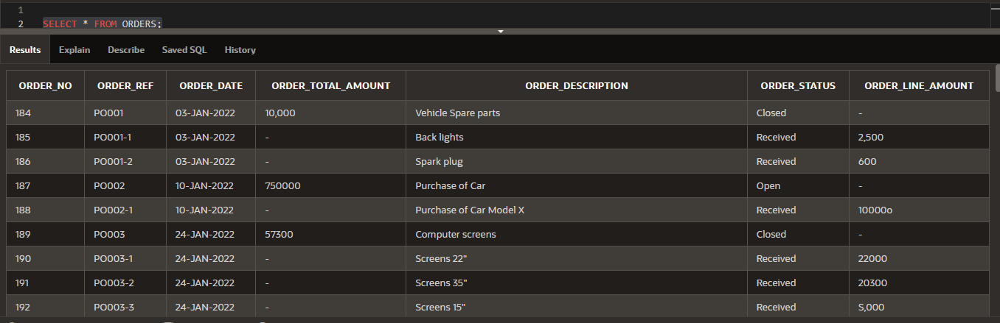 1
2 SELECT * FROM ORDERS;
Results Explain Describe Saved SQL History
ORDER_NO ORDER_REF ORDER_DATE ORDER_TOTAL_AMOUNT ORDER_DESCRIPTION ORDER_STATUS ORDER_LINE_AMOUNT
184 PO001 03-JAN-2022 10,000 Vehicle Spare parts Closed -
185 PO001-1 03-JAN-2022 - Back lights Received 2,500
186 PO001-2 03-JAN-2022 - Spark plug Received 600
187 PO002 10-JAN-2022 750000 Purchase of Car Open -
188 PO002-1 10-JAN-2022 - Purchase of Car Model X Received 10000o
189 PO003 24-JAN-2022 57300 Computer screens Closed -
190 PO003-1 24-JAN-2022 - Screens 22" Received 22000
191 PO003-2 24-JAN-2022 - Screens 35" Received 20300
192 PO003-3 24-JAN-2022 - Screens 15" Received S,000